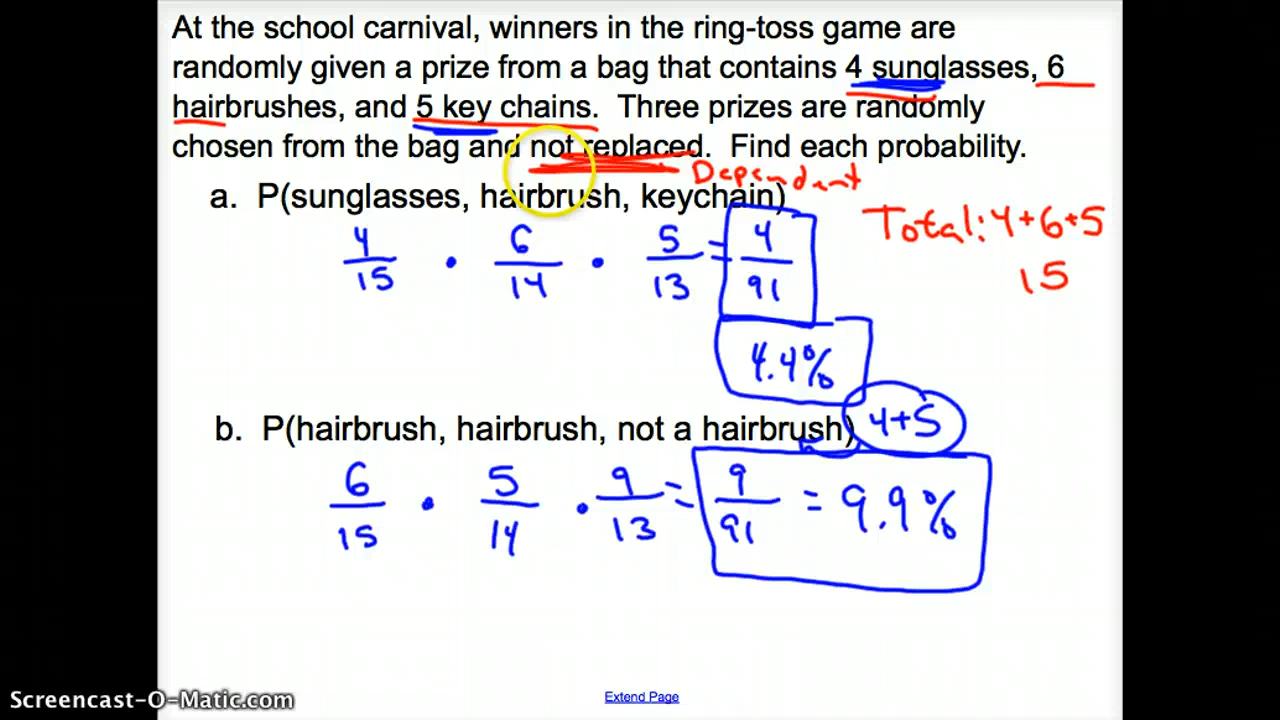 At the school carnival, winners in the ring-toss game are
randomly given a prize from a bag that contains 4 sunglasses, 6
hairbrushes, and 5 key chains. Three prizes are randomly
chosen from the bag and not replaced. Find each probability.
Dependent
a. P(sunglasses, hairbrush, keychain)
Total: 4+6+5
15
4/15 · 6/14 · 5/13 = 4/91
4.4%
b. P(hairbrush, hairbrush, not a hairbrush)
4+5
6/15 · 5/14 · 9/13 = 9/91 = 9.9%
Screencast-O-Matic.com
Extend Page